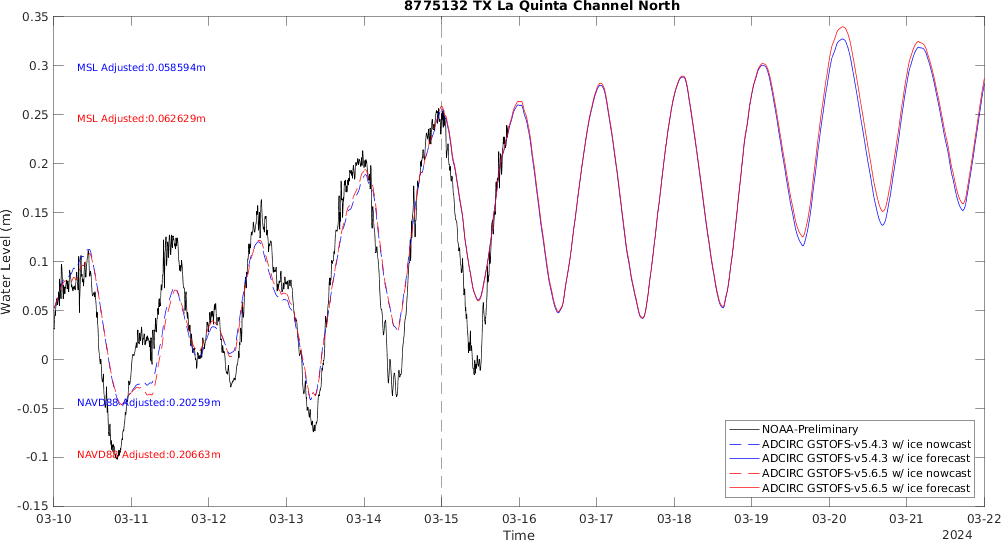 8775132 TX La Quinta Channel North
0.35
0.3
0.25
0.2
0.15
0.1
0.05
0
-0.05
-0.1
-0.15
Water Level (m)
MSL Adjusted:0.058594m
MSL Adjusted:0.062629m
NAVD88 Adjusted:0.20259m
NAVD88 Adjusted:0.20663m
NOAA-Preliminary
ADCIRC GSTOFS-v5.4.3 w/ ice nowcast
ADCIRC GSTOFS-v5.4.3 w/ ice forecast
ADCIRC GSTOFS-v5.6.5 w/ ice nowcast
ADCIRC GSTOFS-v5.6.5 w/ ice forecast
03-10 03-11 03-12 03-13 03-14 03-15 03-16 03-17 03-18 03-19 03-20 03-21 03-22
Time
2024